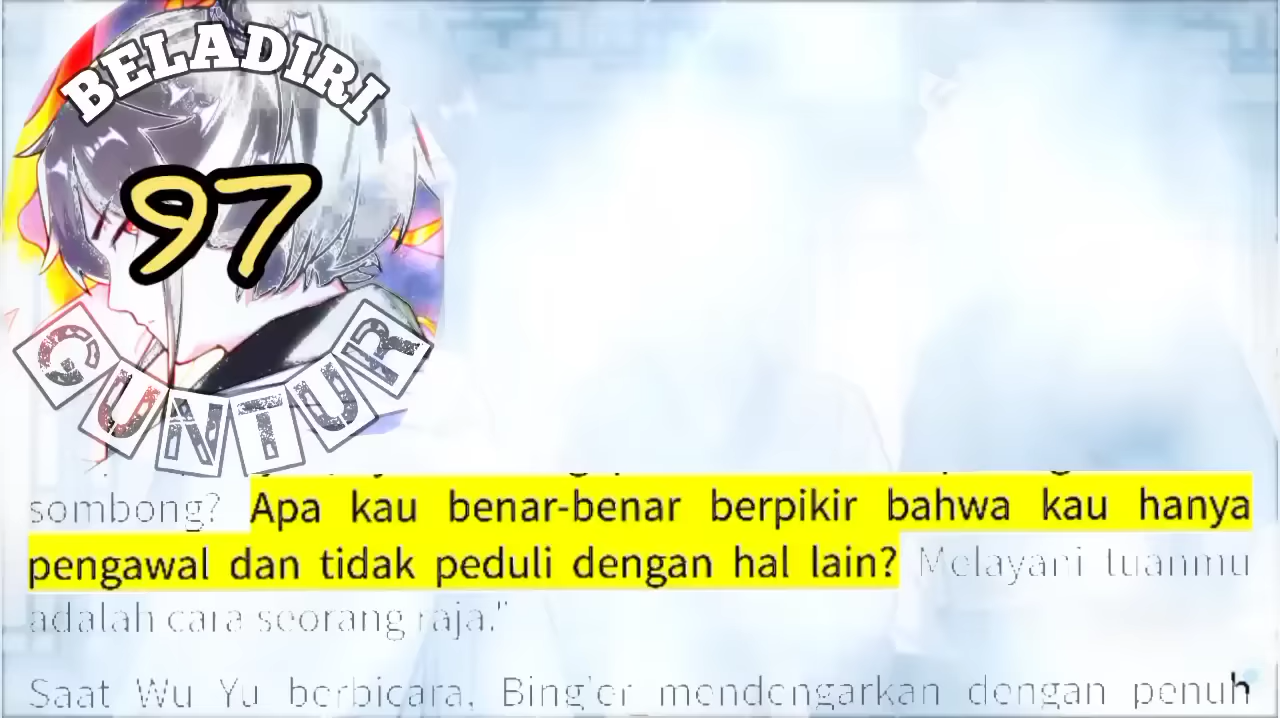 BELADIRI
97
GUNTUR
sombong? Apa kau benar-benar berpikir bahwa kau hanya
pengawal dan tidak peduli dengan hal lain? Melayani tuanmu
adalah cara seorang raja."
Saat Wu Yu berbicara, Bing'er mendengarkan dengan penuh